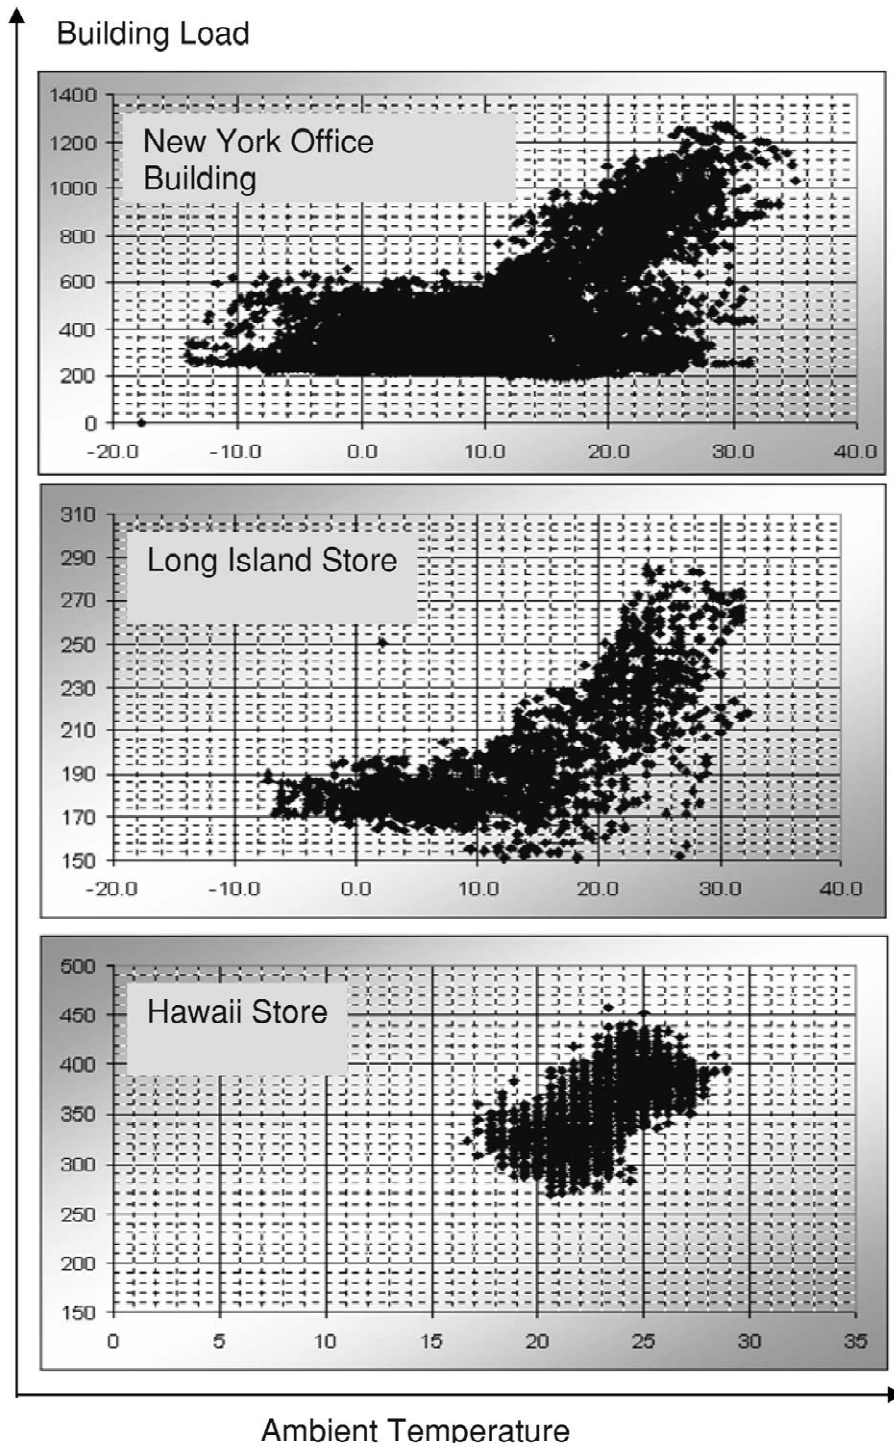 Building Load
1400
1200
1000
800
600
400
200
0
New York Office
Building
-20.0 -10.0 0.0 10.0 20.0 30.0 40.0
310
290
270
250
230
210
190
170
150
Long Island Store
-20.0 -10.0 0.0 10.0 20.0 30.0 40.0
500
450
400
350
300
250
200
150
Hawaii Store
0 5 10 15 20 25 30 35
Ambient Temperature